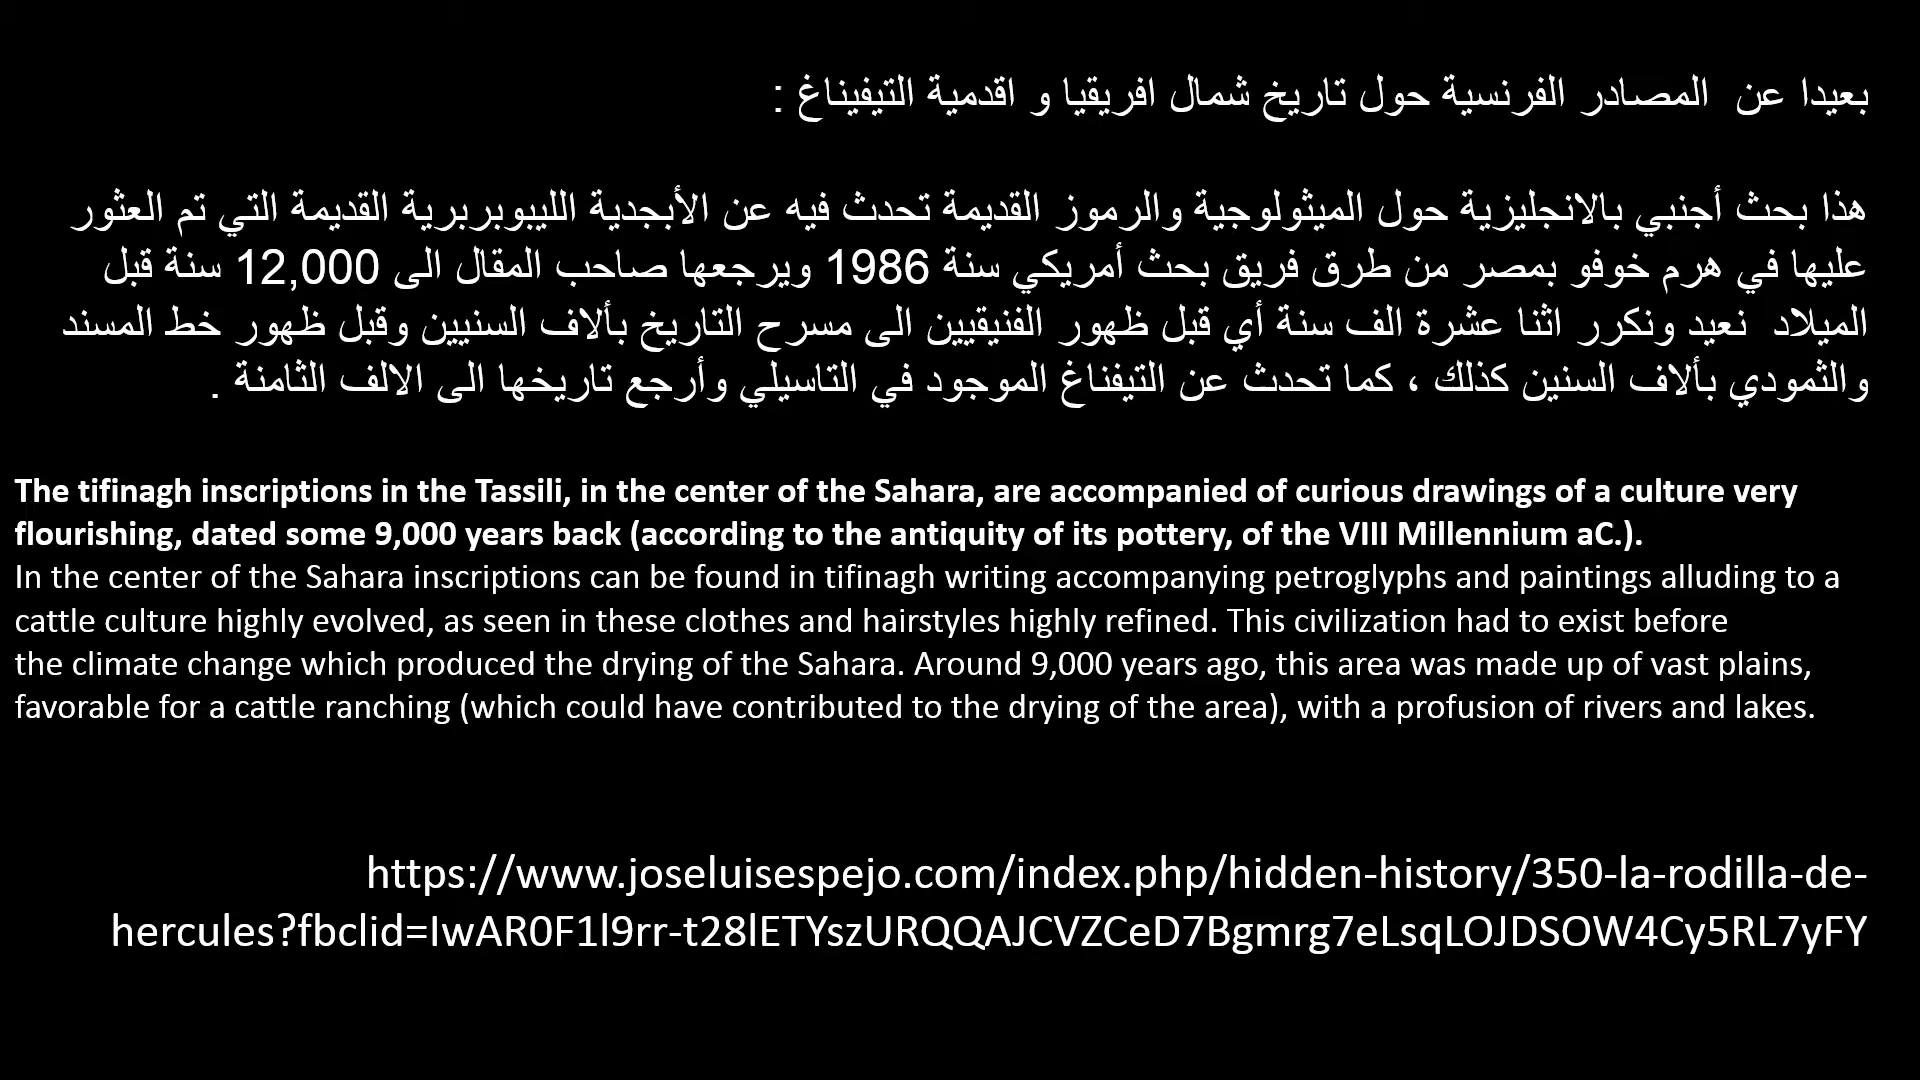 بعيدا عن المصادر الفرنسية حول تاريخ شمال افريقيا و اقدمية التيفيناغ :
هذا بحث أجنبي بالانجليزية حول الميثولوجية والرموز القديمة تحدث فيه عن الأبجدية الليبوبربرية القديمة التي تم العثور
عليها في هرم خوفو بمصر من طرق فريق بحث أمريكي سنة 1986 ويرجعها صاحب المقال الى 12,000 سنة قبل
الميلاد نعيد ونكرر اثنا عشرة الف سنة أي قبل ظهور الفنيقيين الى مسرح التاريخ بألاف السنيين وقبل ظهور خط المسند
والثمودي بألاف السنين كذلك ، كما تحدث عن التيفناغ الموجود في التاسيلي وأرجع تاريخها الى الالف الثامنة .
The tifinagh inscriptions in the Tassili, in the center of the Sahara, are accompanied of curious drawings of a culture very
flourishing, dated some 9,000 years back (according to the antiquity of its pottery, of the VIII Millennium aC.).
In the center of the Sahara inscriptions can be found in tifinagh writing accompanying petroglyphs and paintings alluding to a
cattle culture highly evolved, as seen in these clothes and hairstyles highly refined. This civilization had to exist before
the climate change which produced the drying of the Sahara. Around 9,000 years ago, this area was made up of vast plains,
favorable for a cattle ranching (which could have contributed to the drying of the area), with a profusion of rivers and lakes.
https://www.joseluisespejo.com/index.php/hidden-history/350-la-rodilla-de-
hercules?fbclid=IwAR0F1l9rr-t28lETYszURQQAJCVZCeD7Bgmrg7eLsqLOJDSOW4Cy5RL7yFY